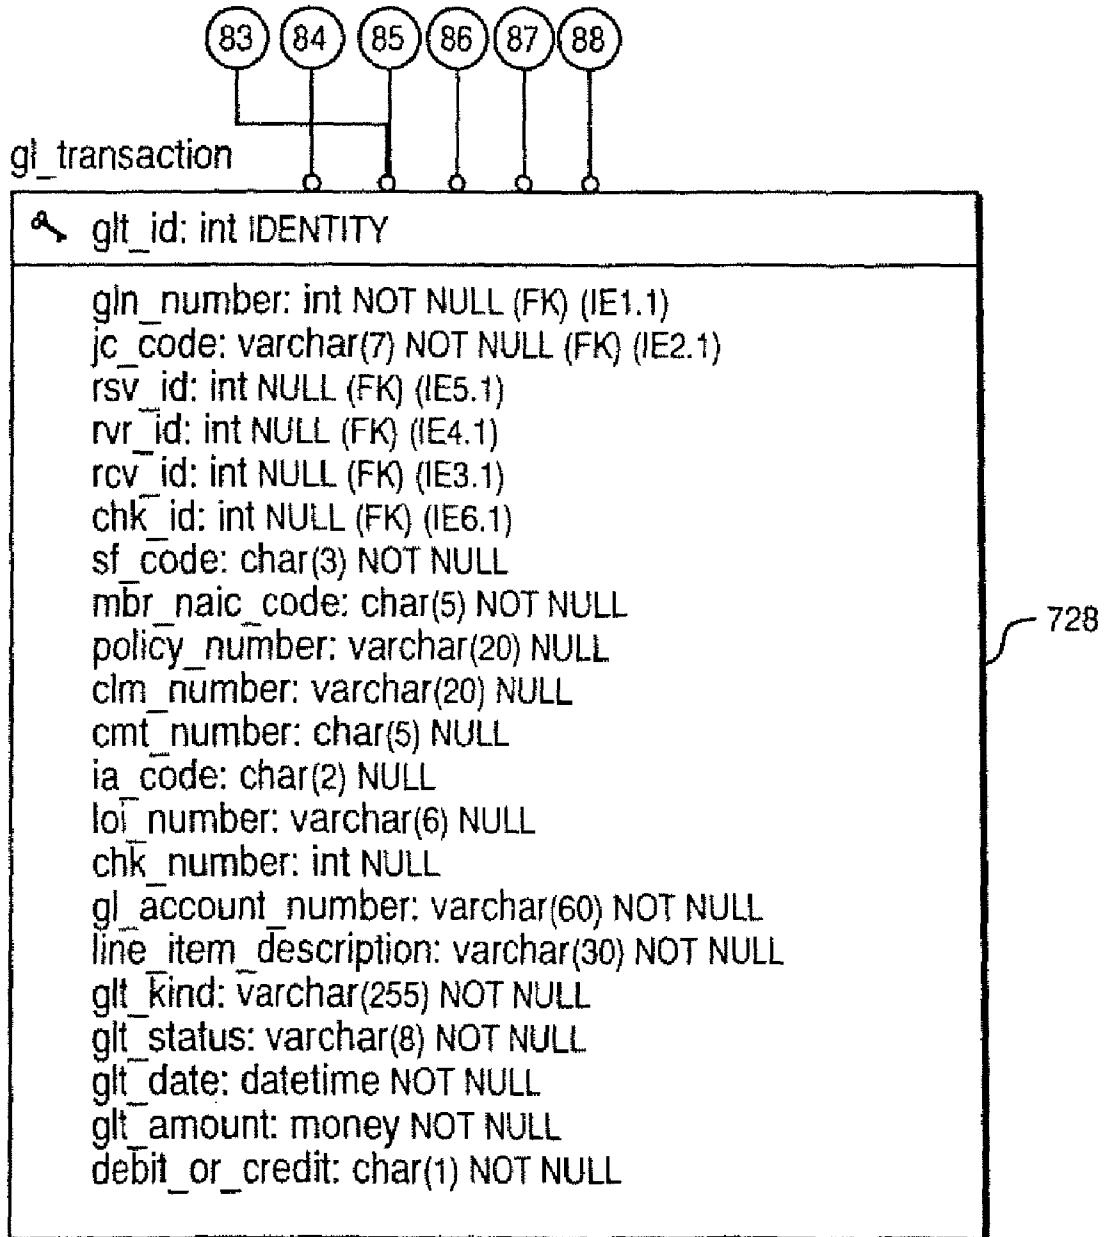 83 84 85 86 87 88
gl_transaction
glt_id: int IDENTITY
gln_number: int NOT NULL (FK) (IE1.1)
jc_code: varchar(7) NOT NULL (FK) (IE2.1)
rsv_id: int NULL (FK) (IE5.1)
rvr_id: int NULL (FK) (IE4.1)
rcv_id: int NULL (FK) (IE3.1)
chk_id: int NULL (FK) (IE6.1)
sf_code: char(3) NOT NULL
mbr_naic_code: char(5) NOT NULL
policy_number: varchar(20) NULL
clm_number: varchar(20) NULL
cmt_number: char(5) NULL
ia_code: char(2) NULL
loi_number: varchar(6) NULL
chk_number: int NULL
gl_account_number: varchar(60) NOT NULL
line_item_description: varchar(30) NOT NULL
glt_kind: varchar(255) NOT NULL
glt_status: varchar(8) NOT NULL
glt_date: datetime NOT NULL
glt_amount: money NOT NULL
debit_or_credit: char(1) NOT NULL
728